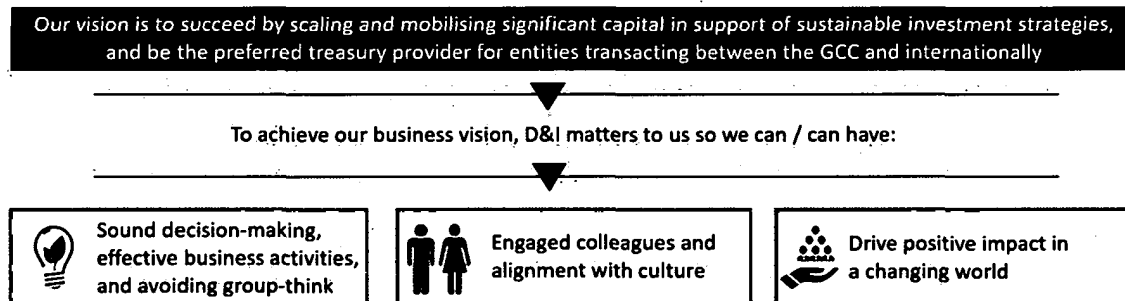 Our vision is to succeed by scaling and mobilising significant capital in support of sustainable investment strategies,
and be the preferred treasury provider for entities transacting between the GCC and internationally
To achieve our business vision, D&I matters to us so we can / can have:
Sound decision-making,
effective business activities,
and avoiding group-think
Engaged colleagues and
alignment with culture
Drive positive impact in
a changing world